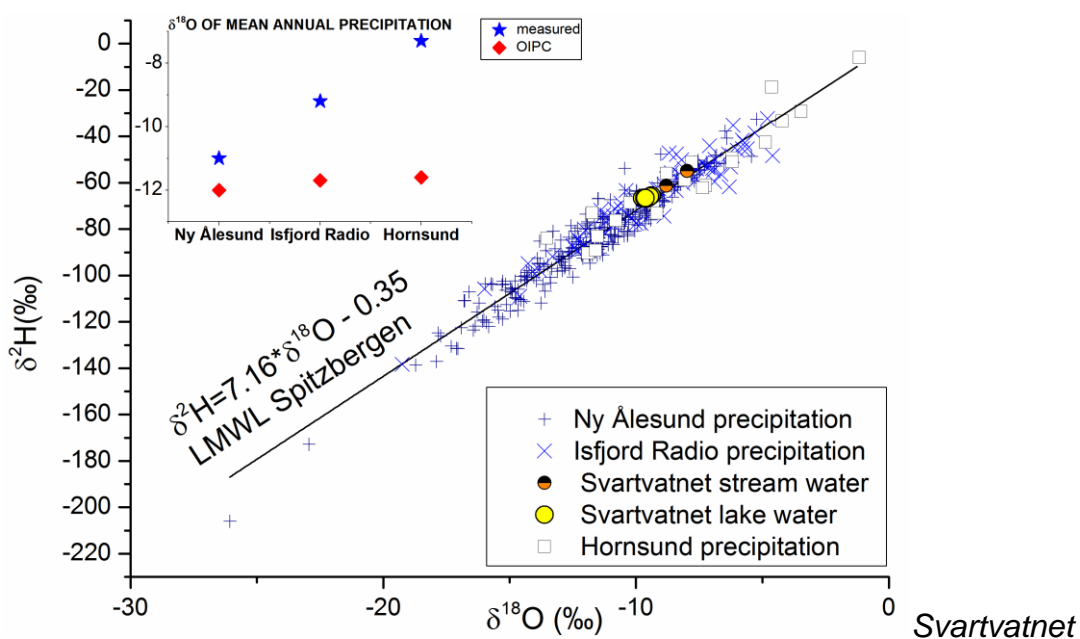 δ¹⁸O OF MEAN ANNUAL PRECIPITATION
measured
OIPC
-8
-10
-12
Ny Ålesund Isfjord Radio Hornsund
0
-20
-40
-60
-80
-100
-120
-140
-160
-180
-200
-220
δ²H(‰)
δ²H=7.16*δ¹⁸O - 0.35
LMWL Spitzbergen
Ny Ålesund precipitation
Isfjord Radio precipitation
Svartvatnet stream water
Svartvatnet lake water
Hornsund precipitation
-30 -20 -10 0
δ¹⁸O (‰)
Svartvatnet